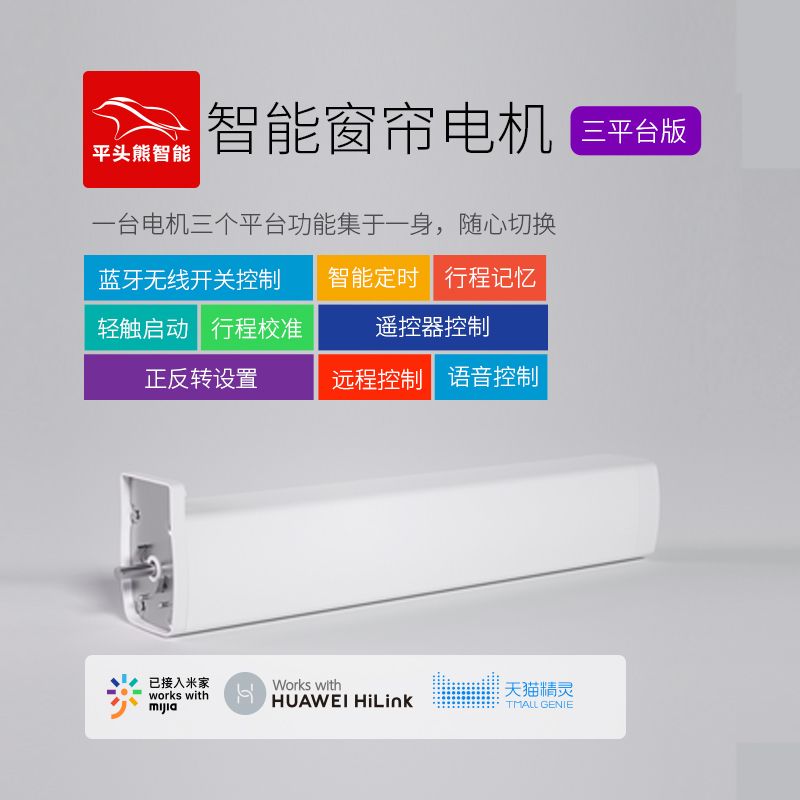 平头熊智能
智能窗帘电机
三平台版
一台电机三个平台功能集于一身，随心切换
蓝牙无线开关控制
智能定时
行程记忆
轻触启动
行程校准
遥控器控制
正反转设置
远程控制
语音控制
已接入米家
works with
mijia
Works with
HUAWEI HiLink
天猫精灵
TMALL GENIE